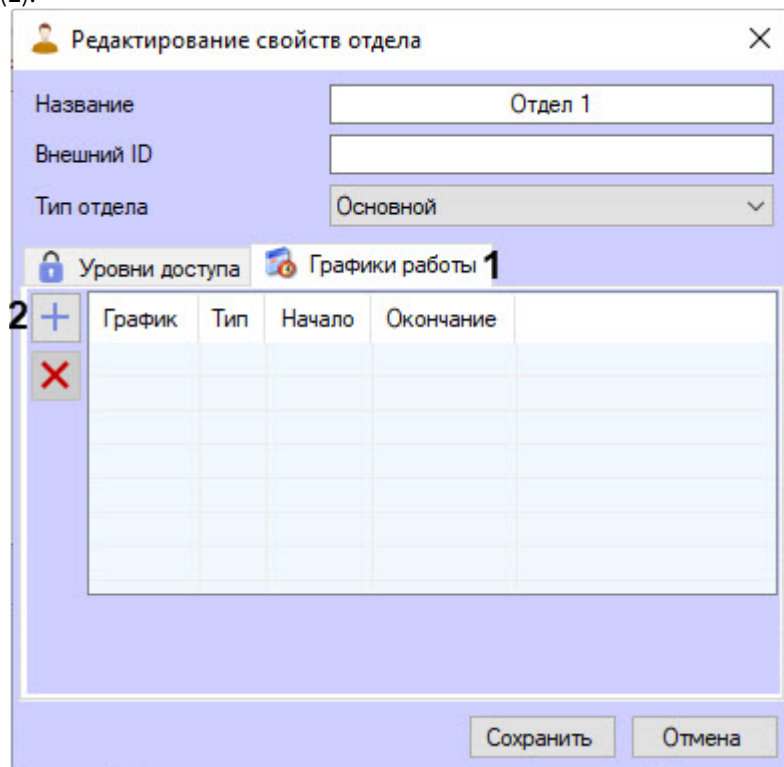 (2).
Редактирование свойств отдела
Название Отдел 1
Внешний ID
Тип отдела Основной
Уровни доступа Графики работы 1
2 График Тип Начало Окончание
Сохранить Отмена